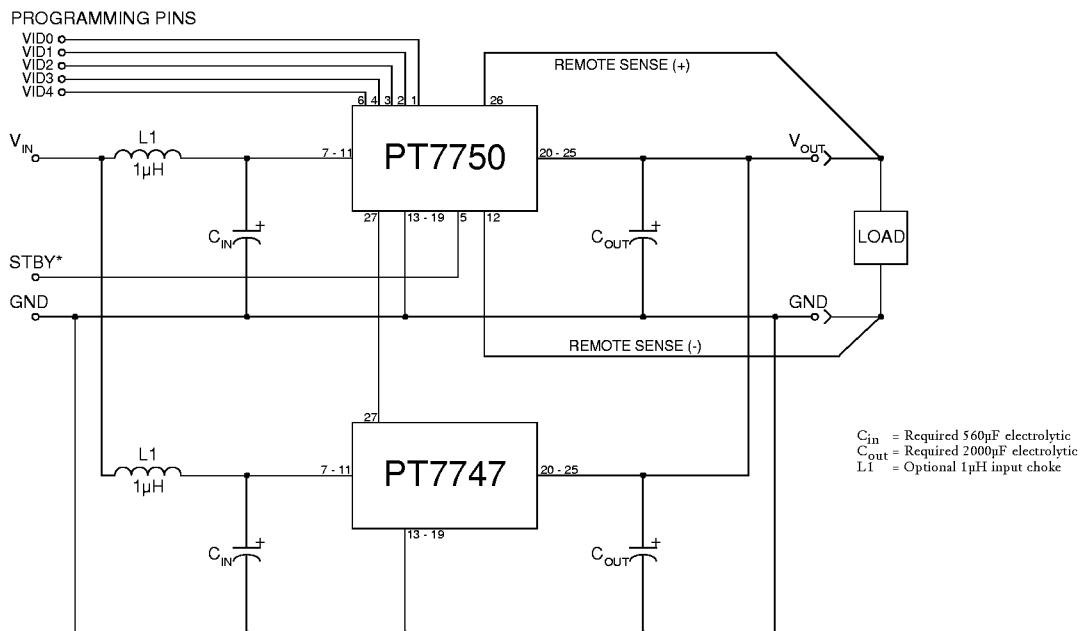 PROGRAMMING PINS
VID0
VID1
VID2
VID3
VID4
6 4 3 2 1
26
REMOTE SENSE (+)
V_IN
L1
1µH
7 - 11
PT7750
20 - 25
V_OUT
27
13 - 19
5
12
C_IN
+
C_OUT
+
LOAD
STBY*
GND
GND
REMOTE SENSE (-)
27
L1
1µH
7 - 11
PT7747
20 - 25
13 - 19
C_IN
+
C_OUT
+
C_in = Required 560µF electrolytic
C_out = Required 2000µF electrolytic
L1 = Optional 1µH input choke